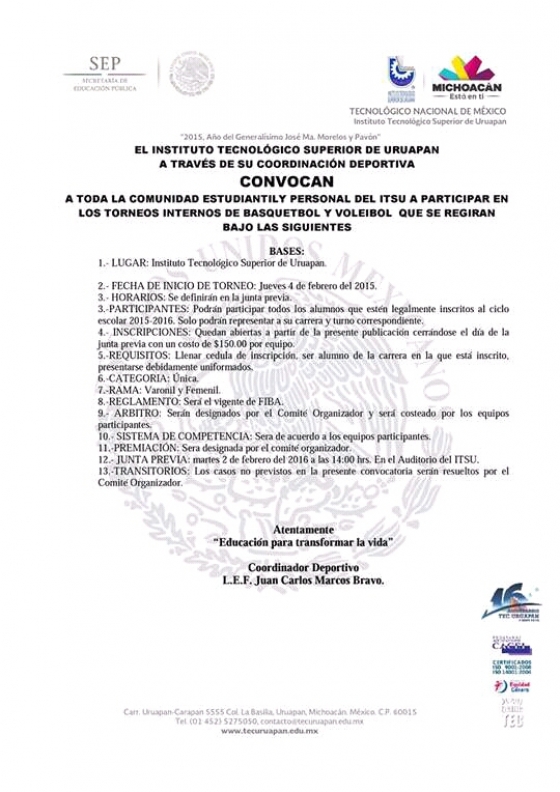 SEP
SECRETARÍA DE
EDUCACIÓN PÚBLICA
MICHOACÁN
Está en ti
TECNOLÓGICO NACIONAL DE MÉXICO
Instituto Tecnológico Superior de Uruapan
"2015, Año del Generalísimo José Ma. Morelos y Pavón"
EL INSTITUTO TECNOLÓGICO SUPERIOR DE URUAPAN
A TRAVÉS DE SU COORDINACIÓN DEPORTIVA
CONVOCAN
A TODA LA COMUNIDAD ESTUDIANTILY PERSONAL DEL ITSU A PARTICIPAR EN
LOS TORNEOS INTERNOS DE BASQUETBOL Y VOLEIBOL QUE SE REGIRAN
BAJO LAS SIGUIENTES
BASES:
1.- LUGAR: Instituto Tecnológico Superior de Uruapan.
2.- FECHA DE INICIO DE TORNEO: Jueves 4 de febrero del 2015.
3.- HORARIOS: Se definirán en la junta previa.
3.-PARTICIPANTES: Podrán participar todos los alumnos que estén legalmente inscritos al ciclo
escolar 2015-2016. Solo podrán representar a su carrera y turno correspondiente.
4.- INSCRIPCIONES: Quedan abiertas a partir de la presente publicación cerrándose el día de la
junta previa con un costo de $150.00 por equipo.
5.-REQUISITOS: Llenar cedula de inscripción, ser alumno de la carrera en la que está inscrito,
presentarse debidamente uniformados.
6.-CATEGORIA: Única.
7.-RAMA: Varonil y Femenil.
8.-REGLAMENTO: Será el vigente de FIBA.
9.- ARBITRO: Serán designados por el Comité Organizador y será costeado por los equipos
participantes.
10.- SISTEMA DE COMPETENCIA: Sera de acuerdo a los equipos participantes.
11.-PREMIACIÓN: Sera designada por el comité organizador.
12.- JUNTA PREVIA: martes 2 de febrero del 2016 a las 14:00 hrs. En el Auditorio del ITSU.
13.-TRANSITORIOS: Los casos no previstos en la presente convocatoria serán resueltos por el
Comité Organizador.
Atentamente
"Educación para transformar la vida"
Coordinador Deportivo
L.E.F. Juan Carlos Marcos Bravo.
ANIVERSARIO
TEC URUAPAN
CERTIFICADOS
ISO 9001:2008
ISO 14001:2004
Equidad
Género
TEC
Carr. Uruapan-Carapan 5555 Col. La Basilia, Uruapan, Michoacán. México. C.P. 60015
Tel. (01 452) 5275050, contacto@tecuruapan.edu.mx
www.tecuruapan.edu.mx